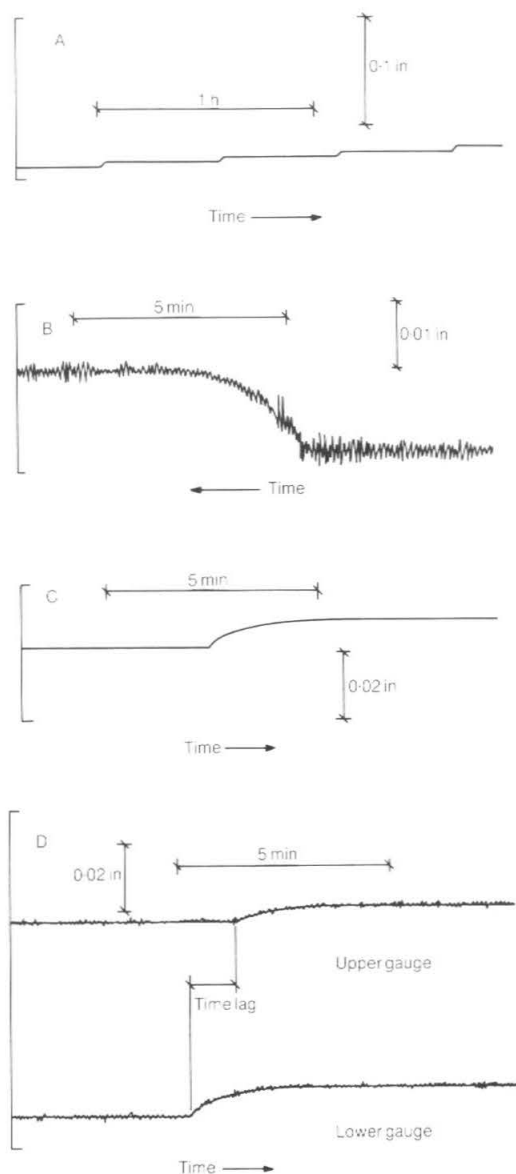 A
0·1 in
1 h
Time
5 min
B
0·01 in
Time
5 min
C
0·02 in
Time
D
5 min
0·02 in
Upper gauge
Time lag
Lower gauge
Time